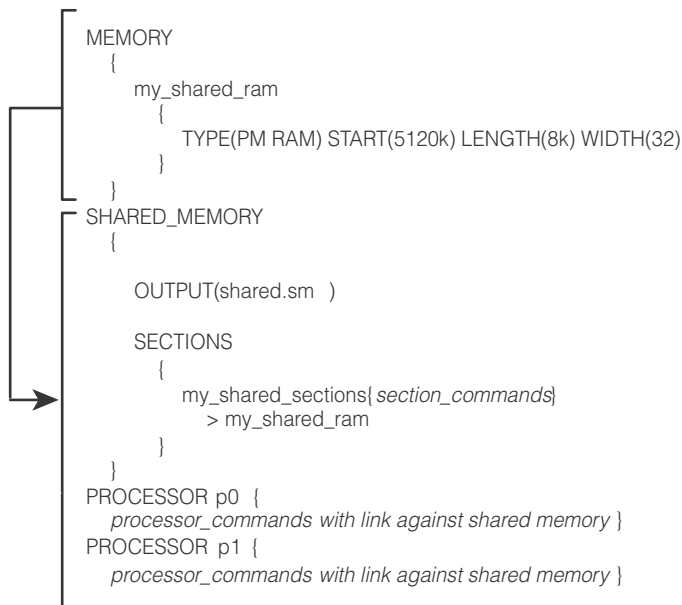 MEMORY
{
my_shared_ram
{
TYPE(PM RAM) START(5120k) LENGTH(8k) WIDTH(32)
}
}
SHARED_MEMORY
{
OUTPUT(shared.sm )
SECTIONS
{
my_shared_sections{section_commands}
> my_shared_ram
}
}
PROCESSOR p0 {
processor_commands with link against shared memory }
PROCESSOR p1 {
processor_commands with link against shared memory }